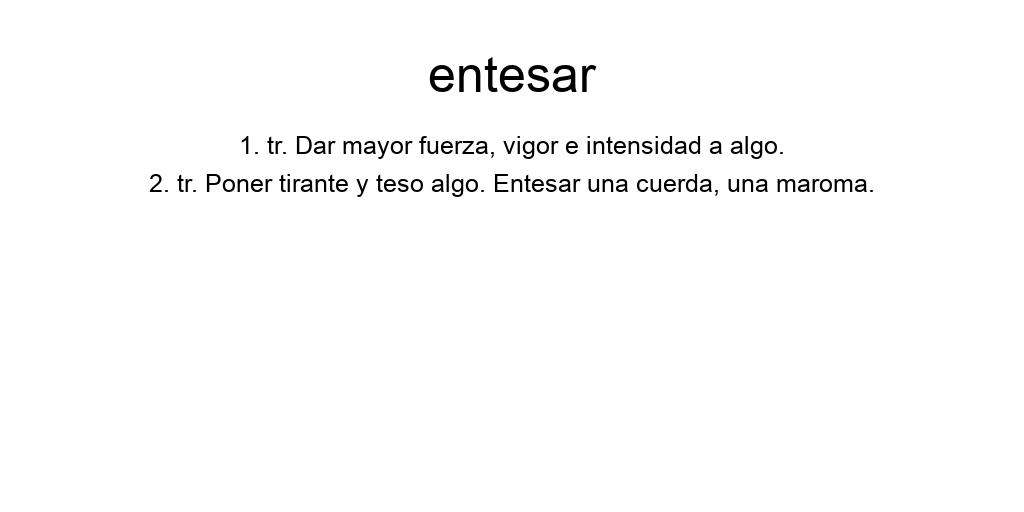 entesar
1. tr. Dar mayor fuerza, vigor e intensidad a algo.
2. tr. Poner tirante y teso algo. Entesar una cuerda, una maroma.